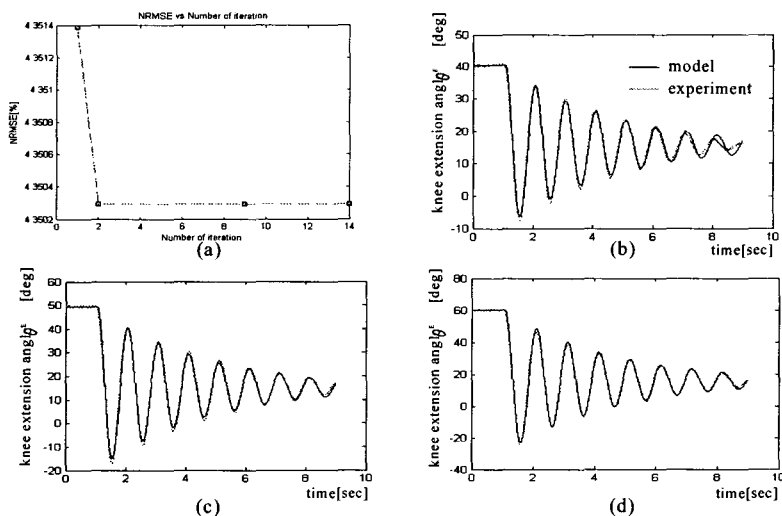 NRMSE vs Number of iteration
4 3514
4 3512
4 351
4 3508
4 3506
4 3504
4 3502
NRMSE[%]
0 2 4 6 8 10 12 14
Number of iteration
(a)
[deg]
knee extension angle
50
40
30
20
10
0
-10
model
experiment
0 2 4 6 8 10
time[sec]
(b)
[deg]
knee extension angle
60
50
40
30
20
10
0
-10
-20
0 2 4 6 8 10
time[sec]
(c)
[deg]
knee extension angle
80
60
40
20
0
-20
-40
0 2 4 6 8 10
time[sec]
(d)